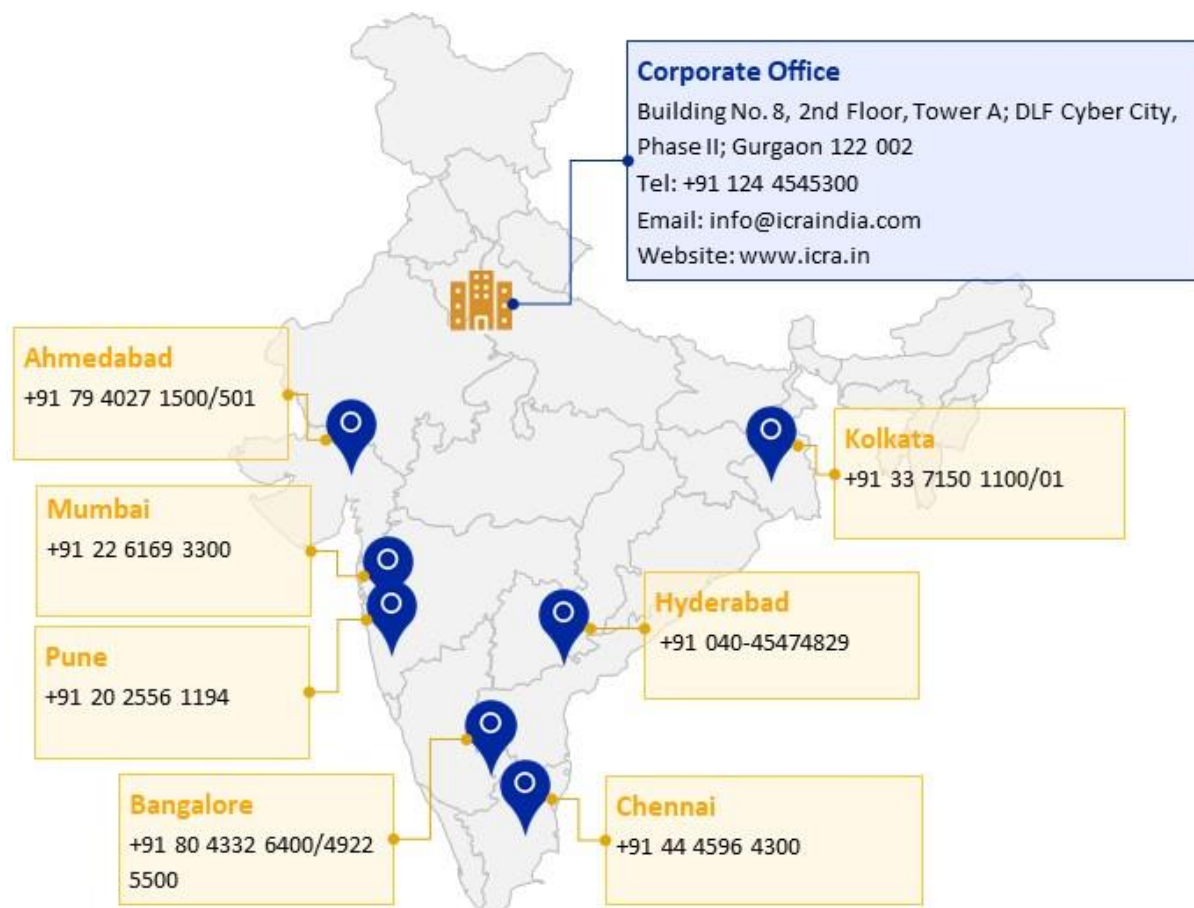 Corporate Office
Building No. 8, 2nd Floor, Tower A; DLF Cyber City,
Phase II; Gurgaon 122 002
Tel: +91 124 4545300
Email: info@icraindia.com
Website: www.icra.in
Ahmedabad
+91 79 4027 1500/501
Kolkata
+91 33 7150 1100/01
Mumbai
+91 22 6169 3300
Hyderabad
+91 040-45474829
Pune
+91 20 2556 1194
Bangalore
+91 80 4332 6400/4922
5500
Chennai
+91 44 4596 4300